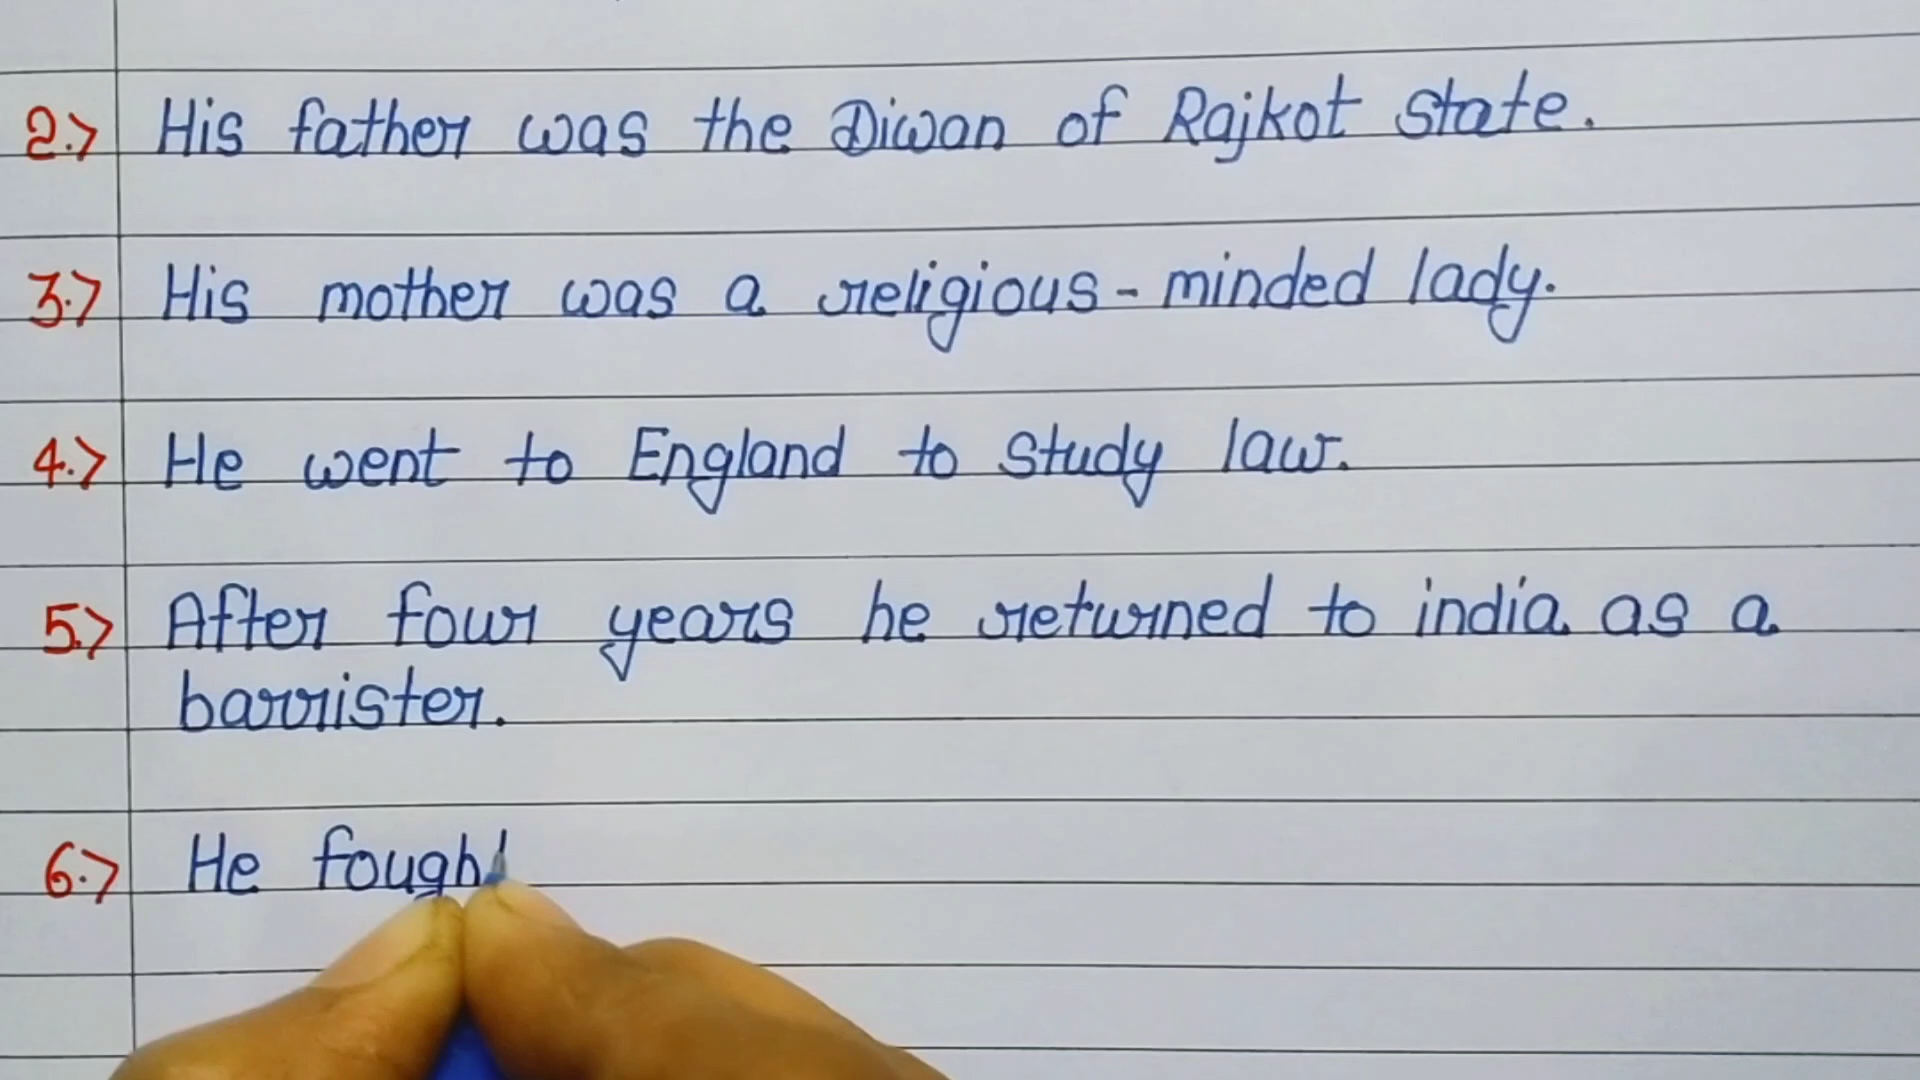 2.> His father was the Diwan of Rajkot State.
3.> His mother was a religious-minded lady.
4.> He went to England to study law.
5.> After four years he returned to india as a
barrister.
6.> He fought